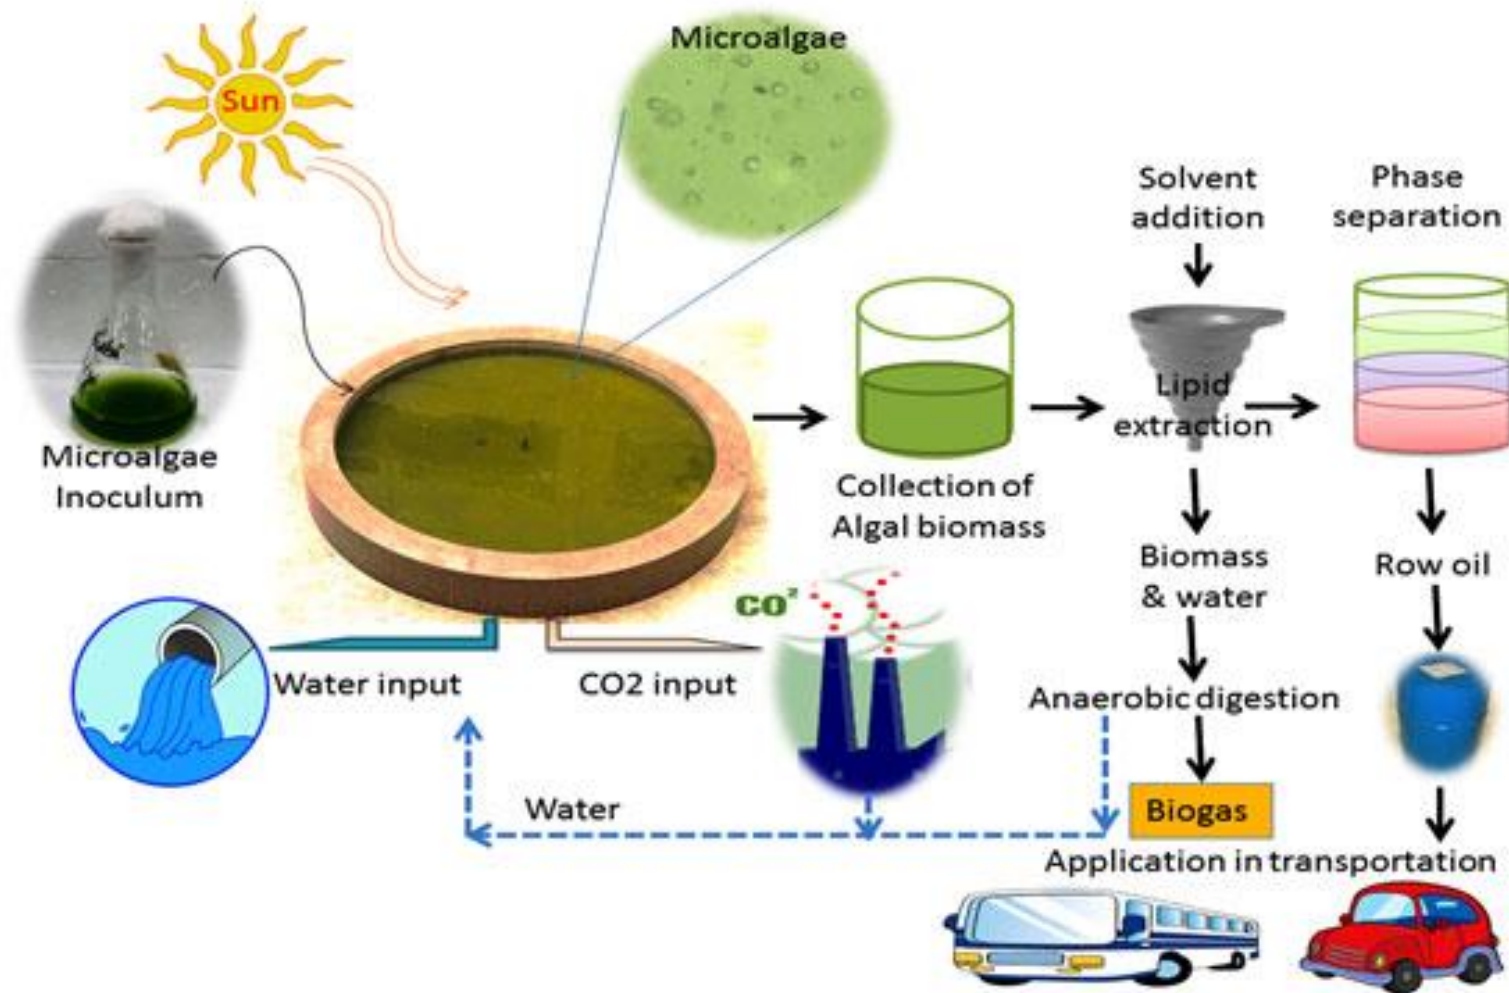 Sun
Microalgae
Solvent
addition
Phase
separation
Lipid
extraction
Microalgae
Inoculum
Collection of
Algal biomass
Biomass
& water
Row oil
CO²
Water input
CO2 input
Anaerobic digestion
Water
Biogas
Application in transportation